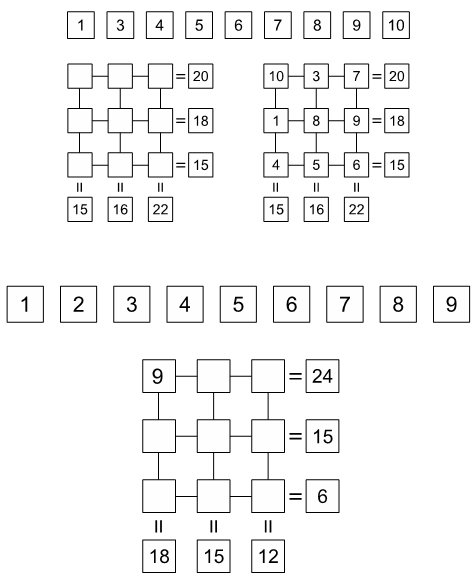 1 3 4 5 6 7 8 9 10
= 20 10 3 7 = 20
= 18 1 8 9 = 18
= 15 4 5 6 = 15
= = = = = =
15 16 22 15 16 22
1 2 3 4 5 6 7 8 9
9 = 24
= 15
= 6
= = =
18 15 12